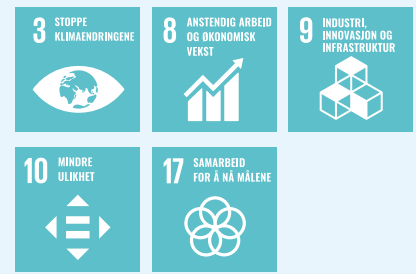 3 STOPPE
KLIMAENDRINGENE
8 ANSTENDIG ARBEID
OG ØKONOMISK
VEKST
9 INDUSTRI,
INNOVASJON OG
INFRASTRUKTUR
10 MINDRE
ULIKHET
17 SAMARBEID
FOR Å NÅ MÅLENE